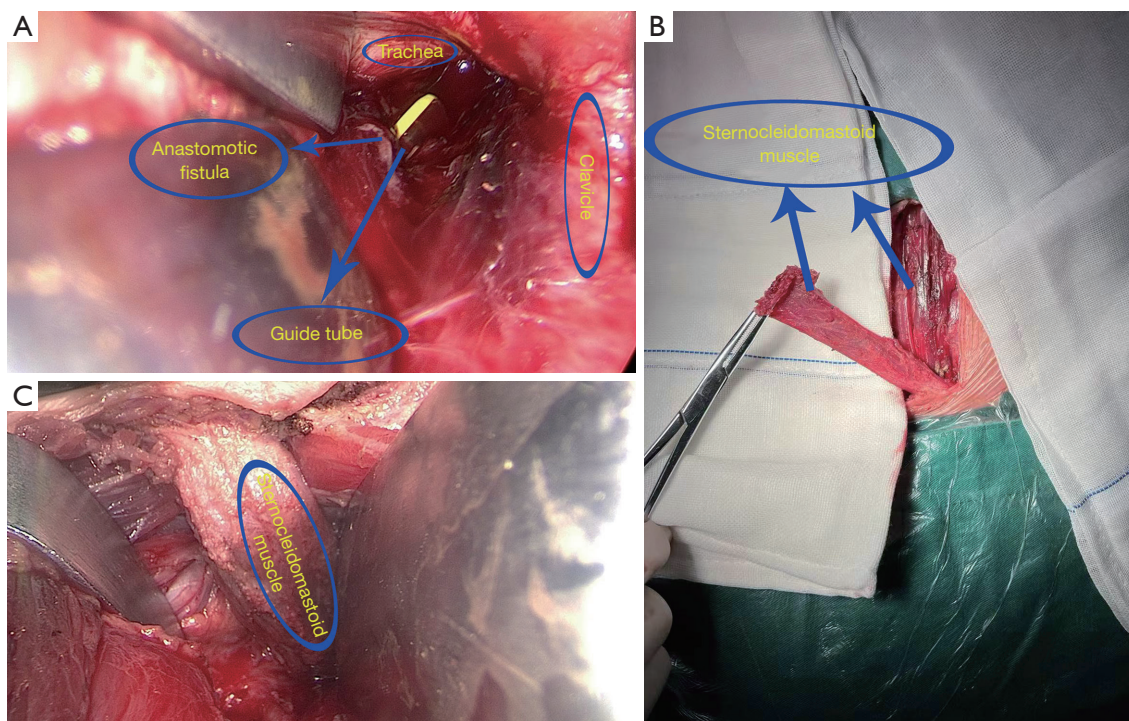 A
Trachea
Anastomotic
fistula
Clavicle
Guide tube
B
Sternocleidomastoid
muscle
C
Sternocleidomastoid
muscle